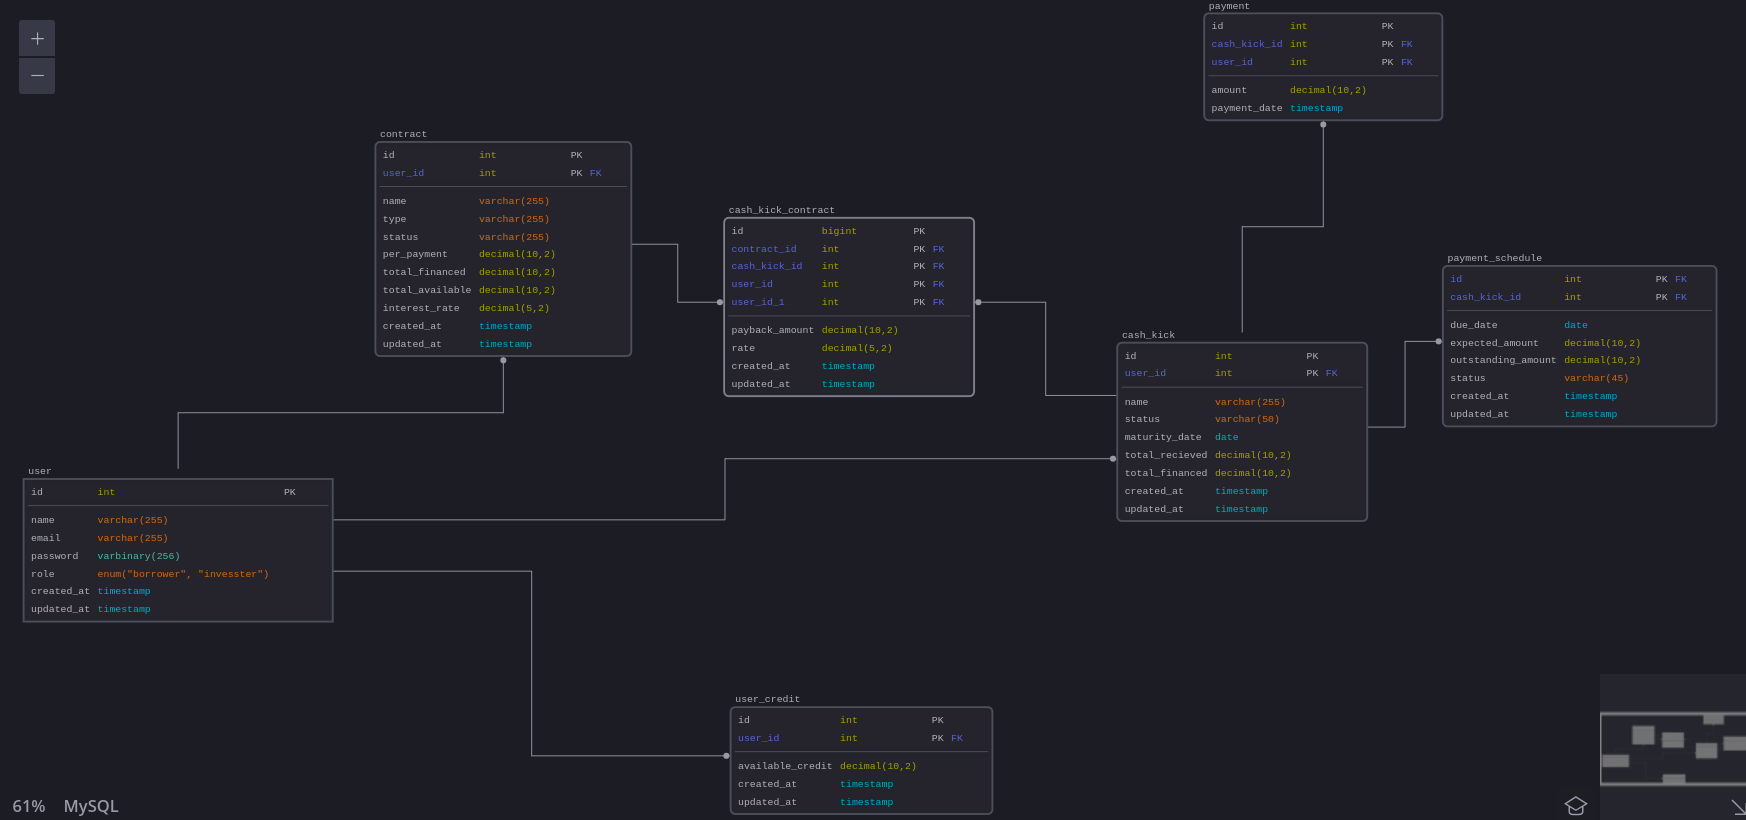 payment
id int PK
cash_kick_id int PK FK
user_id int PK FK
amount decimal(10,2)
payment_date timestamp
contract
id int PK
user_id int PK FK
name varchar(255)
type varchar(255)
status varchar(255)
per_payment decimal(10,2)
total_financed decimal(10,2)
total_available decimal(10,2)
interest_rate decimal(5,2)
created_at timestamp
updated_at timestamp
cash_kick_contract
id bigint PK
contract_id int PK FK
cash_kick_id int PK FK
user_id int PK FK
user_id_1 int PK FK
payback_amount decimal(10,2)
rate decimal(5,2)
created_at timestamp
updated_at timestamp
payment_schedule
id int PK FK
cash_kick_id int PK FK
due_date date
expected_amount decimal(10,2)
outstanding_amount decimal(10,2)
status varchar(45)
created_at timestamp
updated_at timestamp
cash_kick
id int PK
user_id int PK FK
name varchar(255)
status varchar(50)
maturity_date date
total_recieved decimal(10,2)
total_financed decimal(10,2)
created_at timestamp
updated_at timestamp
user
id int PK
name varchar(255)
email varchar(255)
password varbinary(256)
role enum("borrower", "invesster")
created_at timestamp
updated_at timestamp
user_credit
id int PK
user_id int PK FK
available_credit decimal(10,2)
created_at timestamp
updated_at timestamp
61% MySQL